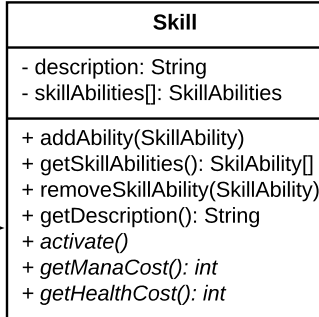 Skill
- description: String
- skillAbilities[]: SkillAbilities
+ addAbility(SkillAbility)
+ getSkillAbilities(): SkilAbility[]
+ removeSkillAbility(SkillAbility)
+ getDescription(): String
+ activate()
+ getManaCost(): int
+ getHealthCost(): int